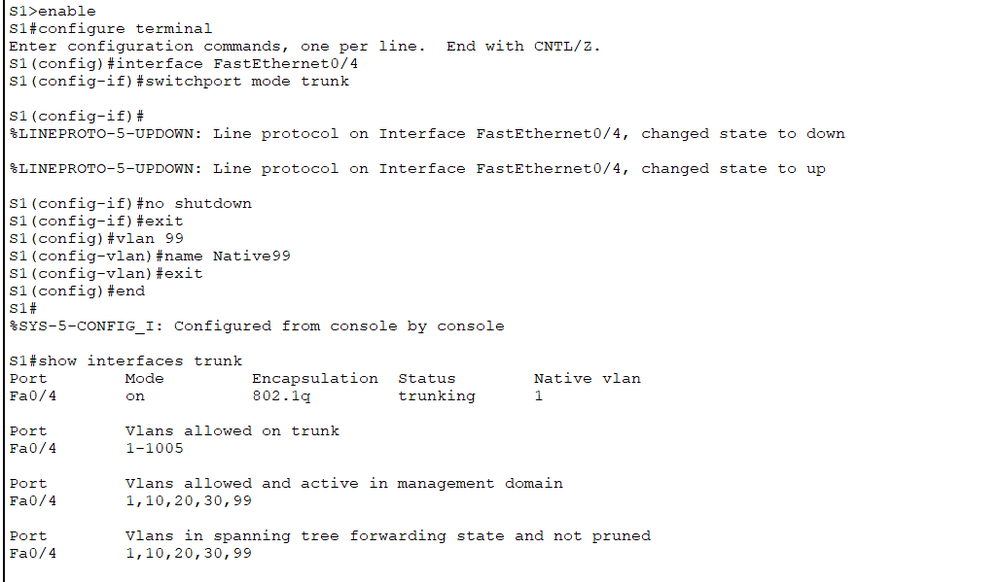 S1>enable
S1#configure terminal
Enter configuration commands, one per line.  End with CNTL/Z.
S1(config)#interface FastEthernet0/4
S1(config-if)#switchport mode trunk
S1(config-if)#
%LINEPROTO-5-UPDOWN: Line protocol on Interface FastEthernet0/4, changed state to down
%LINEPROTO-5-UPDOWN: Line protocol on Interface FastEthernet0/4, changed state to up
S1(config-if)#no shutdown
S1(config-if)#exit
S1(config)#vlan 99
S1(config-vlan)#name Native99
S1(config-vlan)#exit
S1(config)#end
S1#
%SYS-5-CONFIG_I: Configured from console by console
S1#show interfaces trunk
Port        Mode         Encapsulation  Status        Native vlan
Fa0/4       on           802.1q         trunking      1
Port        Vlans allowed on trunk
Fa0/4       1-1005
Port        Vlans allowed and active in management domain
Fa0/4       1,10,20,30,99
Port        Vlans in spanning tree forwarding state and not pruned
Fa0/4       1,10,20,30,99